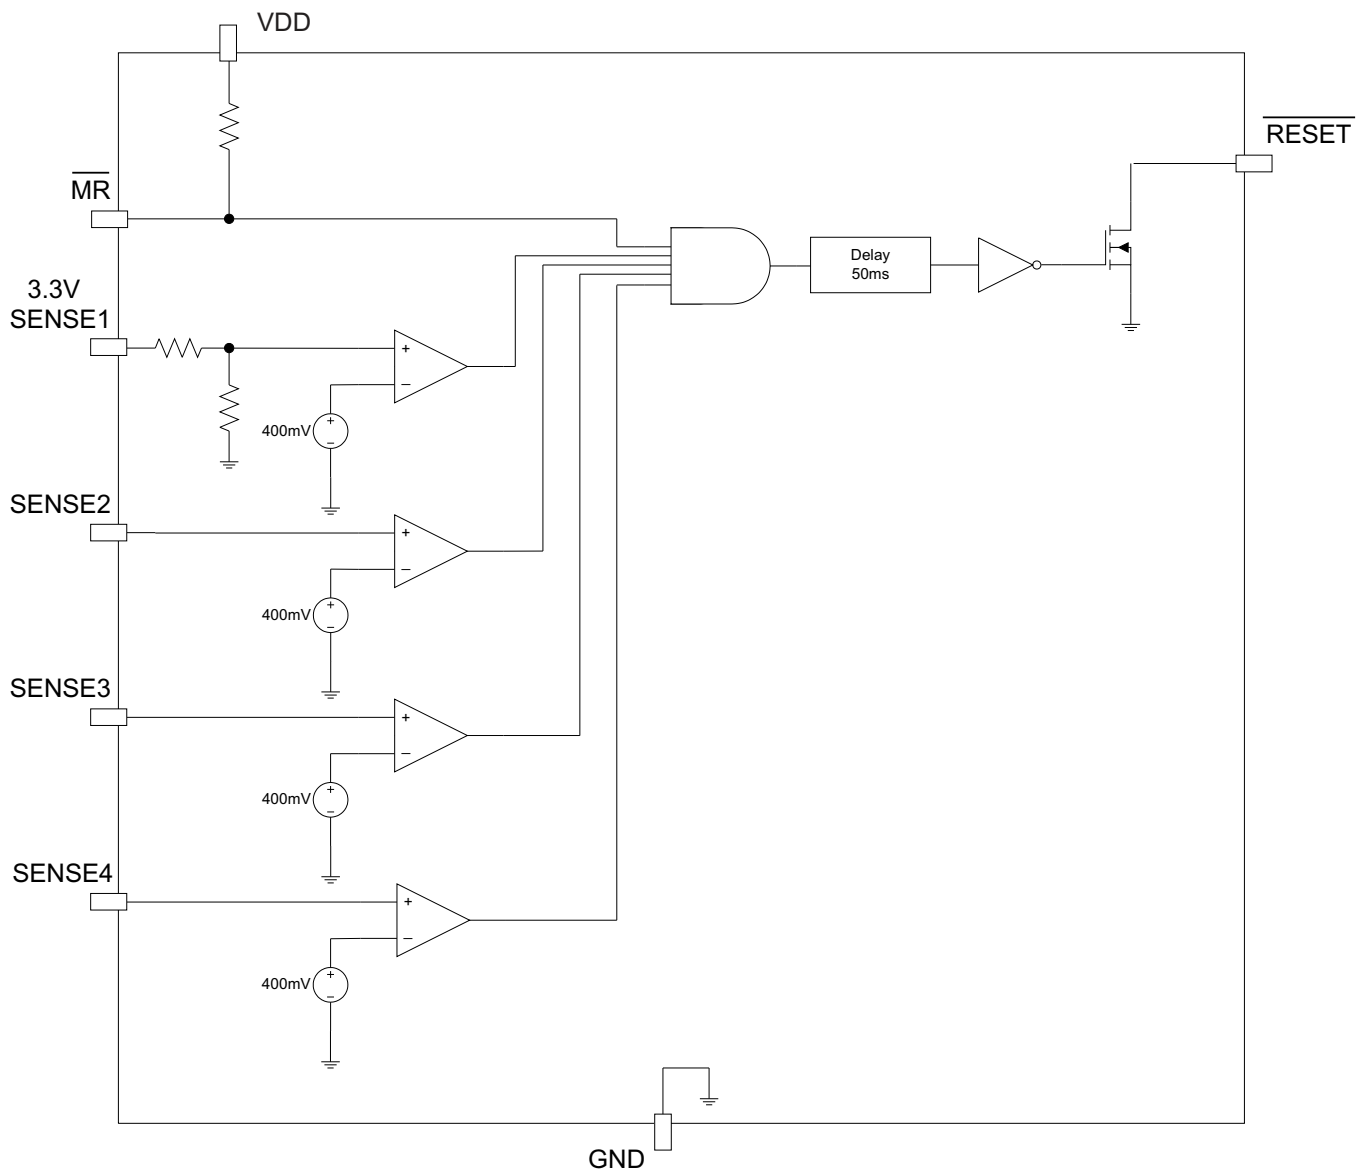 VDD
RESET
MR
Delay
50ms
3.3V
SENSE1
+
−
400mV
+
−
SENSE2
+
−
400mV
+
−
SENSE3
+
−
400mV
+
−
SENSE4
+
−
400mV
+
−
GND